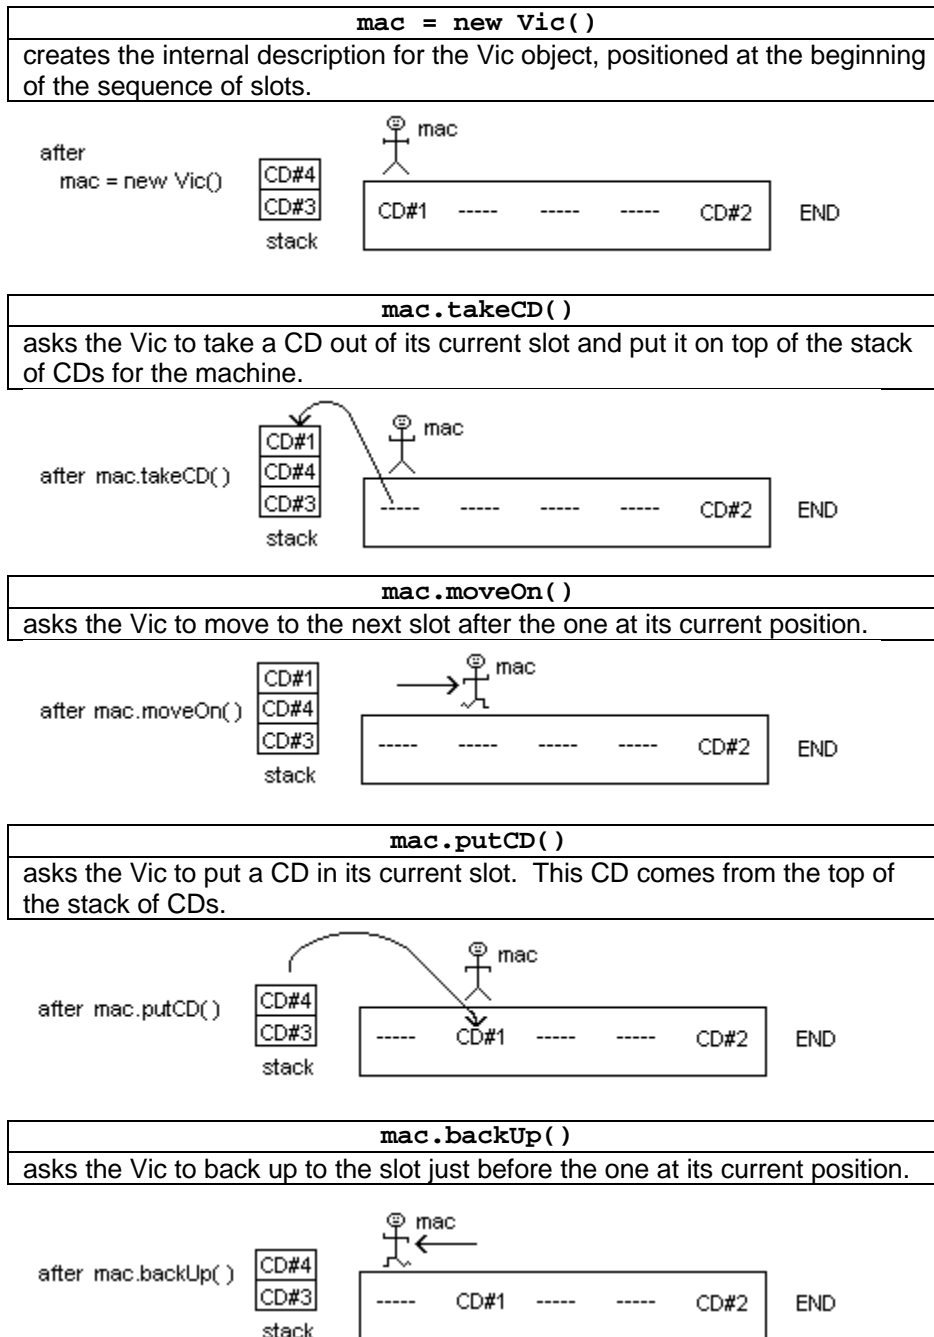 mac = new Vic()
creates the internal description for the Vic object, positioned at the beginning
of the sequence of slots.
mac
after
mac = new Vic()
CD#4
CD#3
stack
CD#1 ----- ----- ----- CD#2 END
mac.takeCD()
asks the Vic to take a CD out of its current slot and put it on top of the stack
of CDs for the machine.
mac
CD#1
after mac.takeCD()
CD#4
CD#3
stack
----- ----- ----- ----- CD#2 END
mac.moveOn()
asks the Vic to move to the next slot after the one at its current position.
mac
CD#1
after mac.moveOn()
CD#4
CD#3
stack
----- ----- ----- ----- CD#2 END
mac.putCD()
asks the Vic to put a CD in its current slot. This CD comes from the top of
the stack of CDs.
mac
after mac.putCD()
CD#4
CD#3
stack
----- CD#1 ----- ----- CD#2 END
mac.backUp()
asks the Vic to back up to the slot just before the one at its current position.
mac
after mac.backUp()
CD#4
CD#3
stack
----- CD#1 ----- ----- CD#2 END